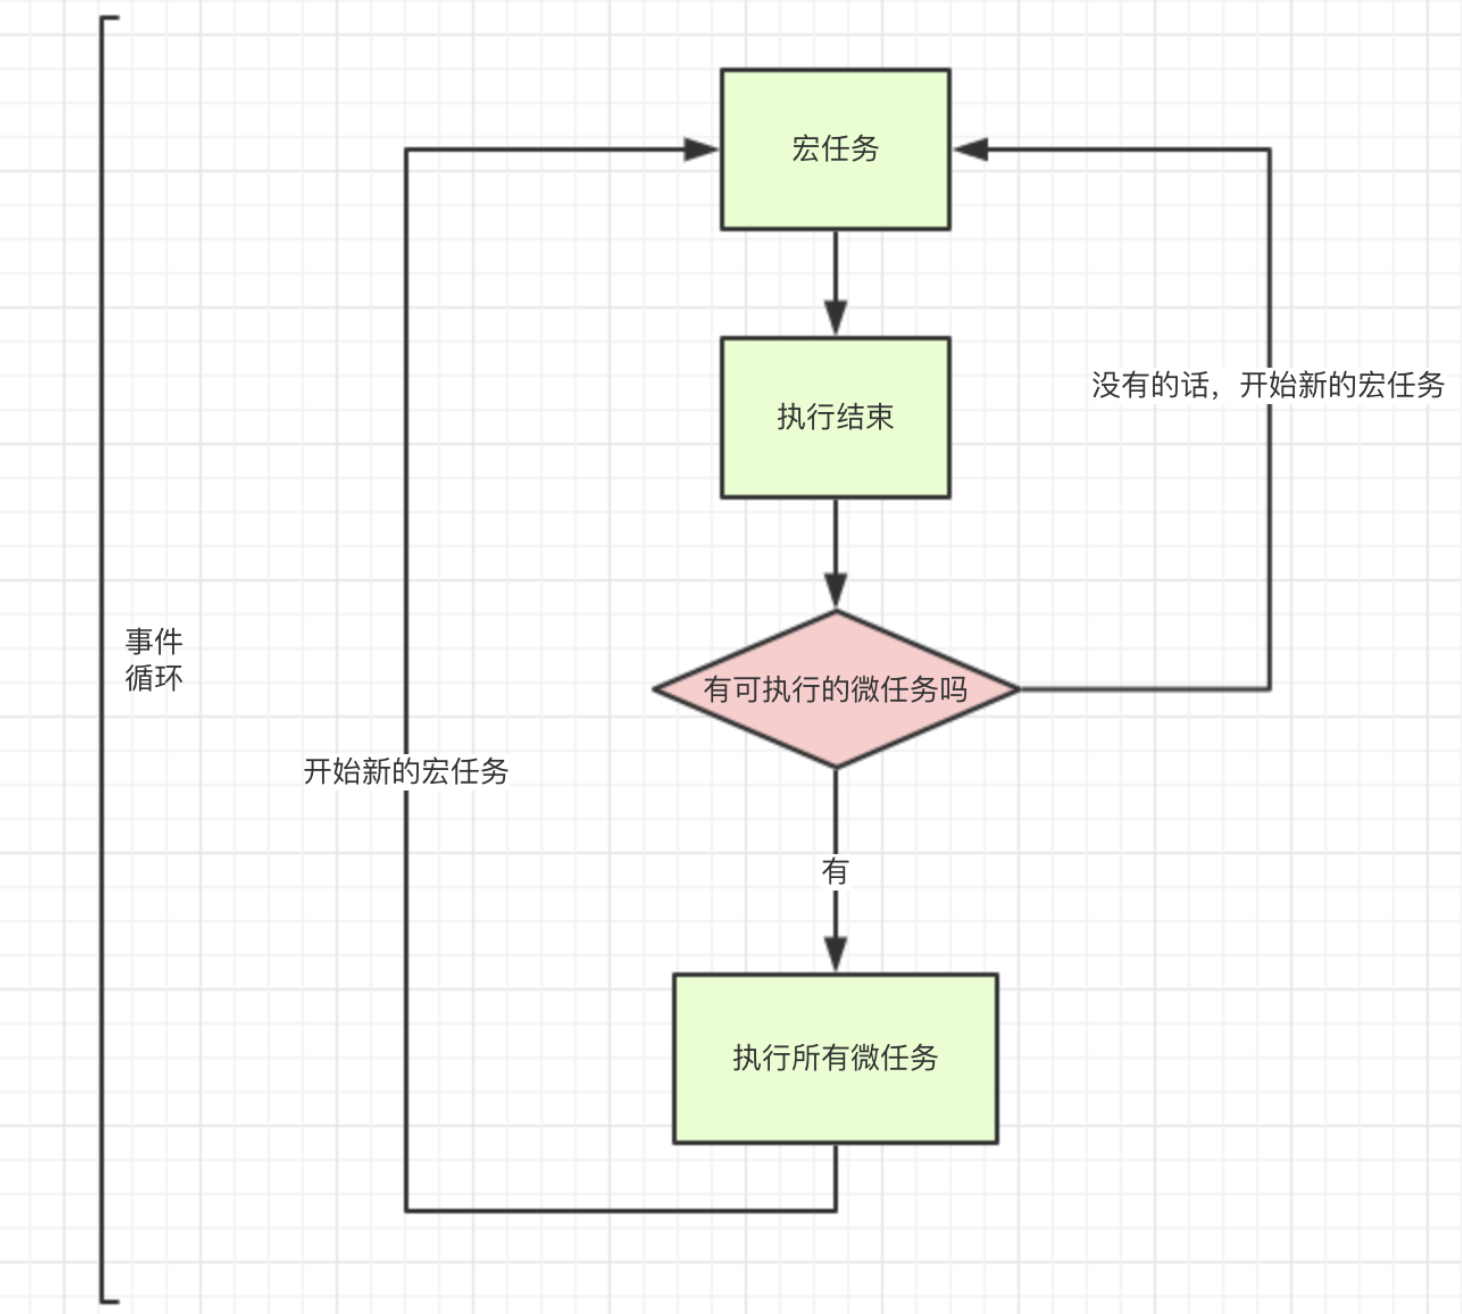 宏任务
执行结束
没有的话，开始新的宏任务
事件
循环
有可执行的微任务吗
开始新的宏任务
有
执行所有微任务